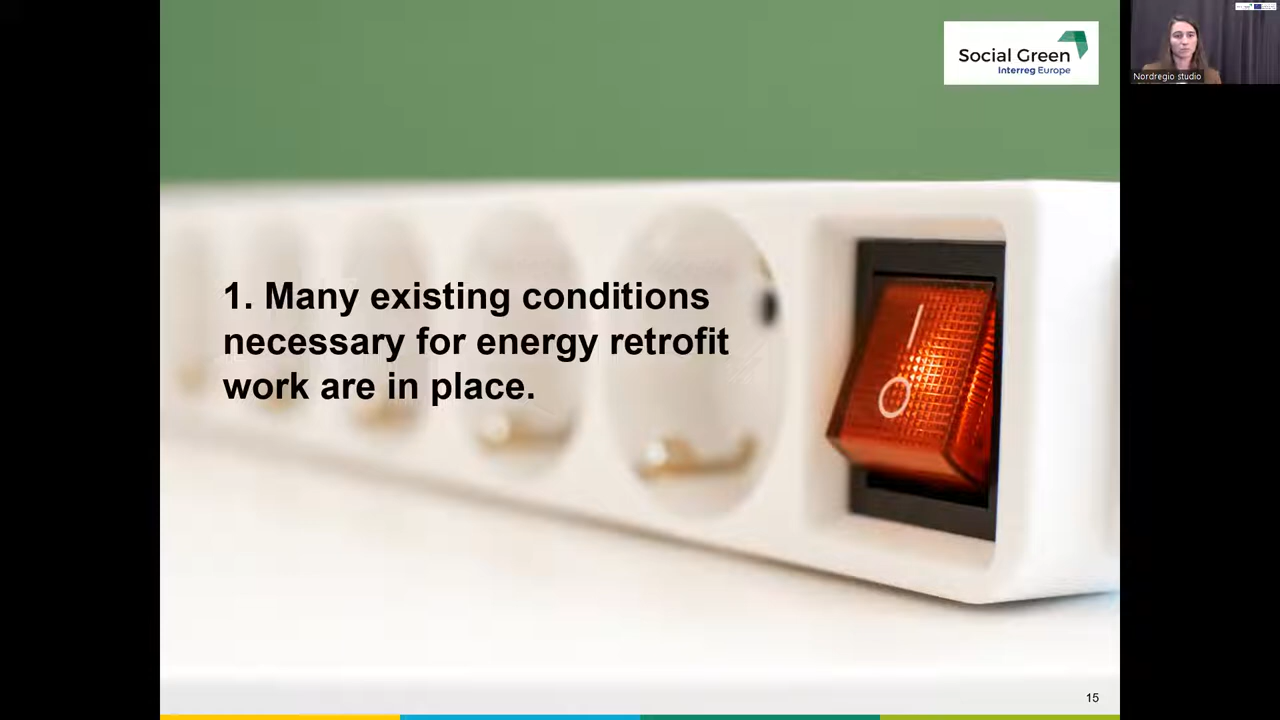 Social Green
Interreg Europe
Nordregio studio
1. Many existing conditions
necessary for energy retrofit
work are in place.
15